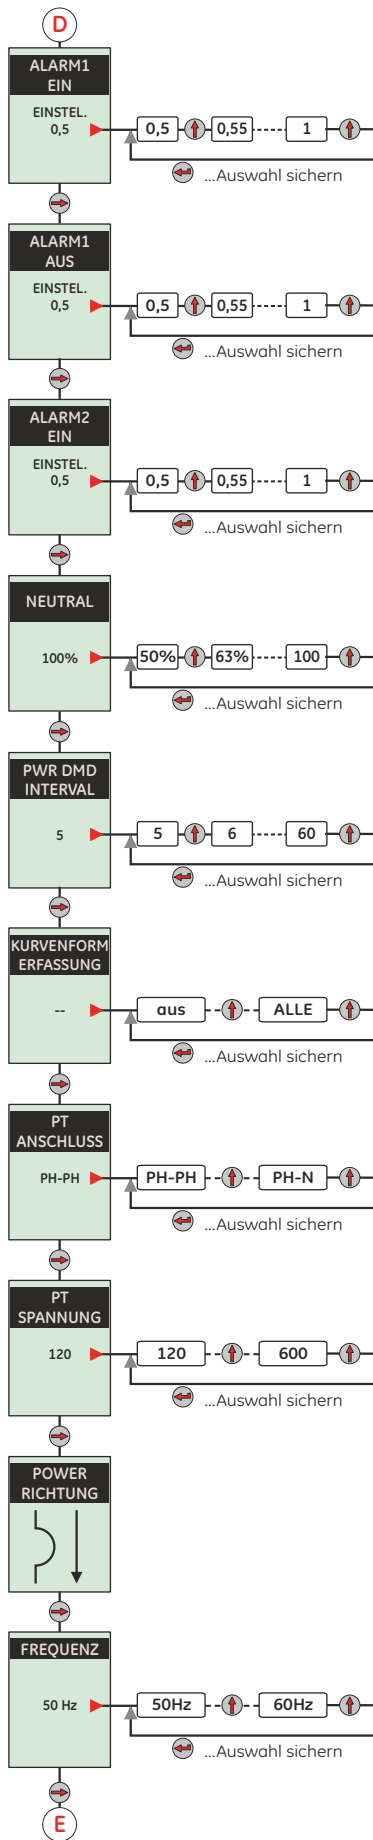 D
ALARM1
EIN
EINSTEL.
0,5
0,5 0,55 1
...Auswahl sichern
ALARM1
AUS
EINSTEL.
0,5
0,5 0,55 1
...Auswahl sichern
ALARM2
EIN
EINSTEL.
0,5
0,5 0,55 1
...Auswahl sichern
NEUTRAL
100%
50% 63% 100
...Auswahl sichern
PWR DMD
INTERVAL
5
5 6 60
...Auswahl sichern
KURVENFORM
ERFASSUNG
--
aus ALLE
...Auswahl sichern
PT
ANSCHLUSS
PH-PH
PH-PH PH-N
...Auswahl sichern
PT
SPANNUNG
120
120 600
...Auswahl sichern
POWER
RICHTUNG
FREQUENZ
50 Hz
50Hz 60Hz
...Auswahl sichern
E